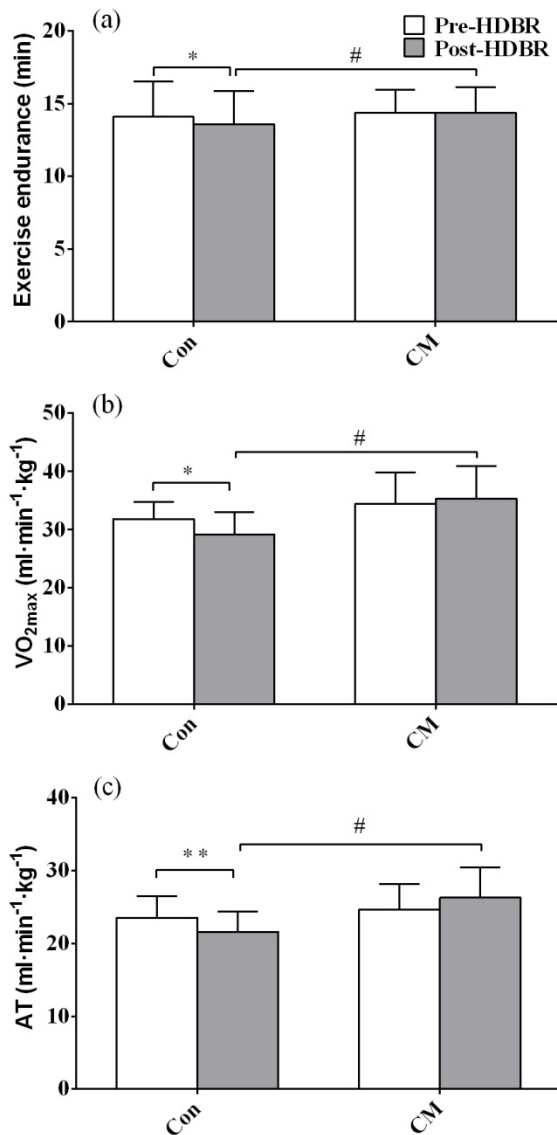 (a)
Pre-HDBR
Post-HDBR
Exercise endurance (min)
20
15
10
5
0
*
#
Con
CM
(b)
VO2max (ml·min-1·kg-1)
50
40
30
20
10
0
*
#
Con
CM
(c)
AT (ml·min-1·kg-1)
40
30
20
10
0
**
#
Con
CM